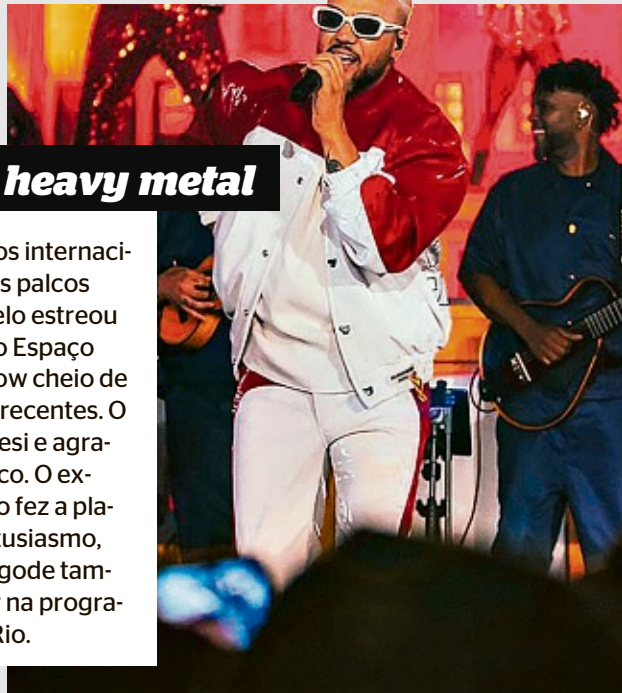 heavy metal
os internaci-
s palcos
elo estreou
o Espaço
ow cheio de
recentes. O
esi e agra-
co. O ex-
o fez a pla-
tusiasmo,
gode tam-
r na progra-
Rio.